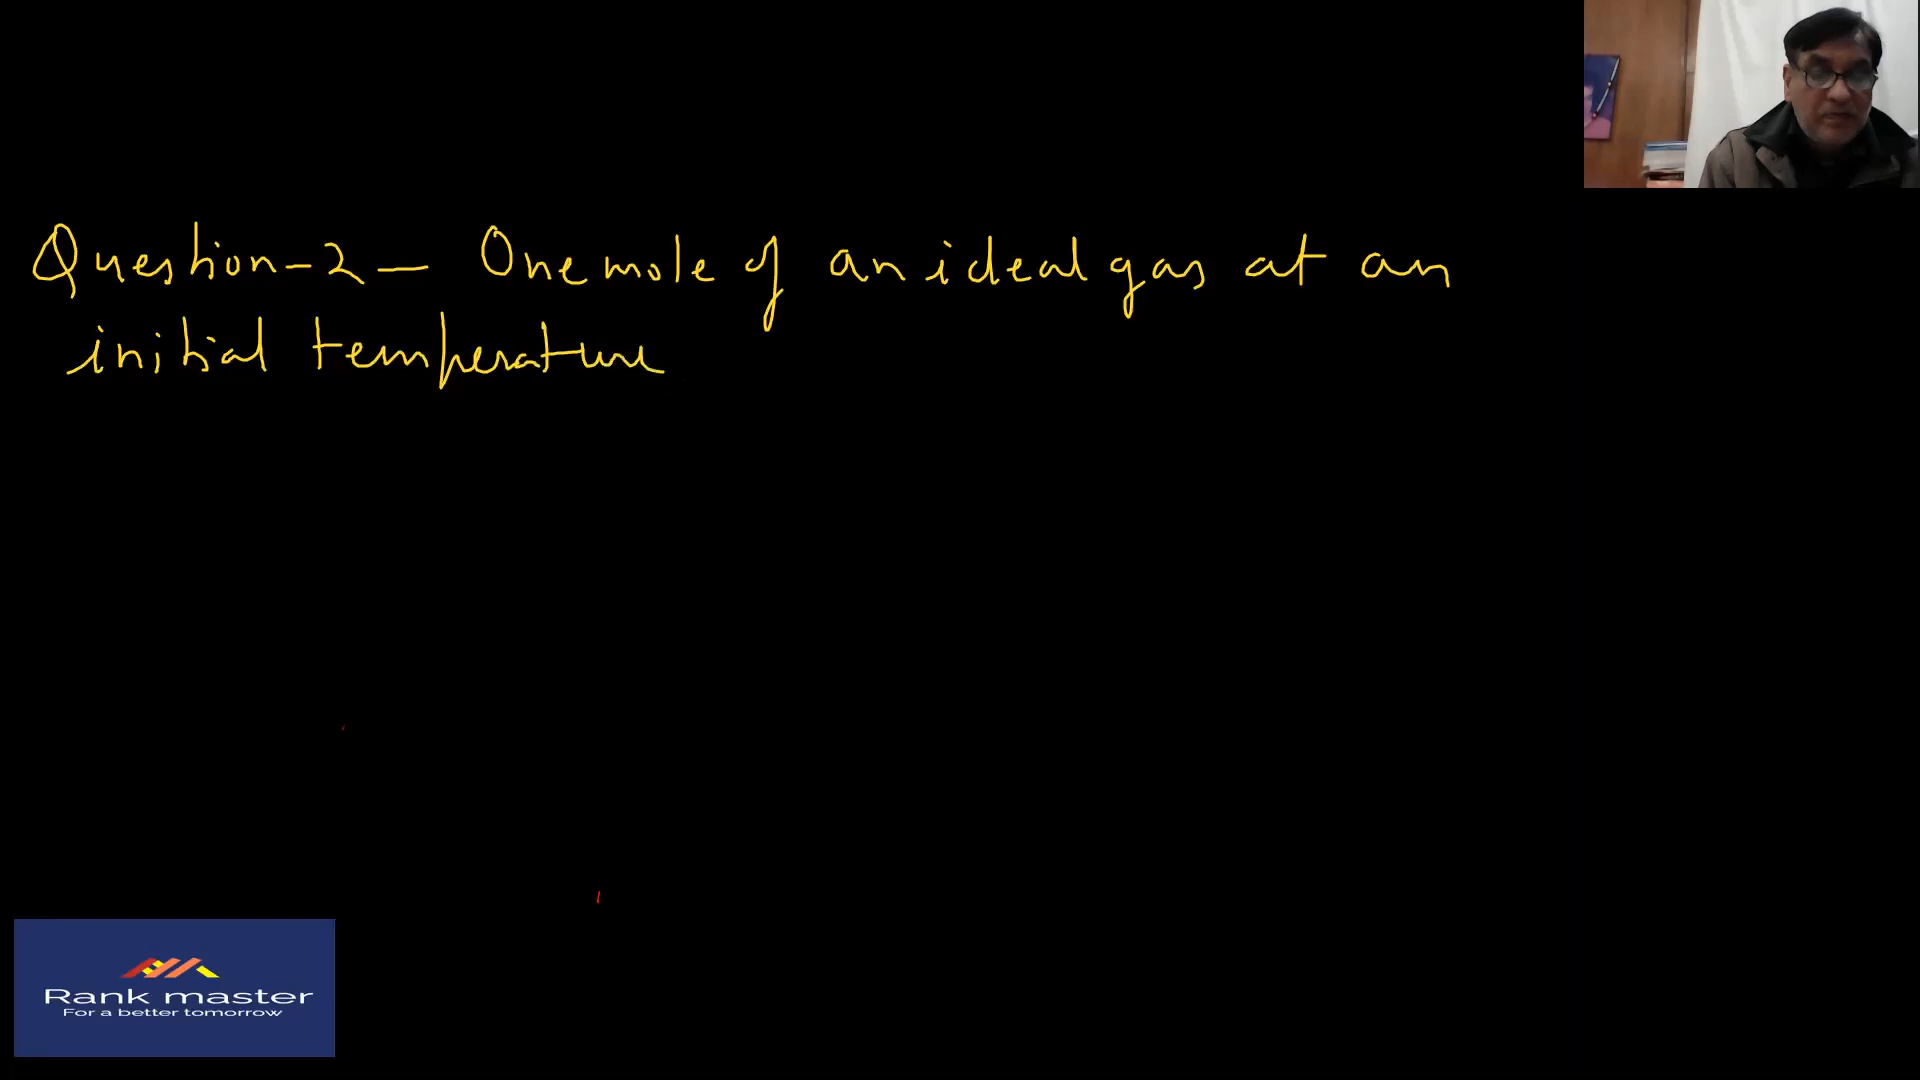 Question-2- One mole of an ideal gas at an
initial temperature
Rank master
For a better tomorrow